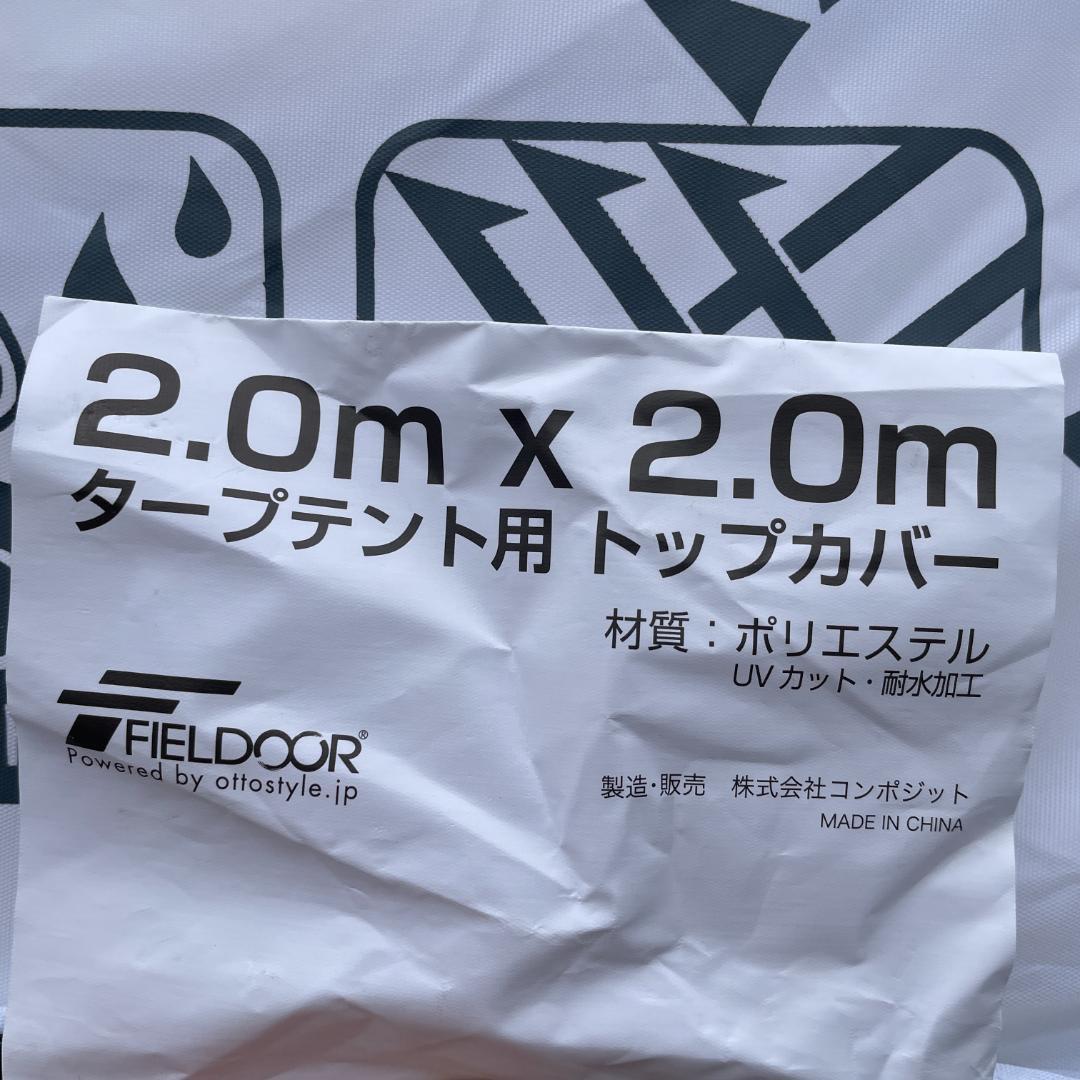 2.0m x 2.0m
タープテント用 トップカバー
材質：ポリエステル
UVカット・耐水加工
FIELDOOR®
Powered by ottostyle.jp
製造・販売 株式会社コンポジット
MADE IN CHINA